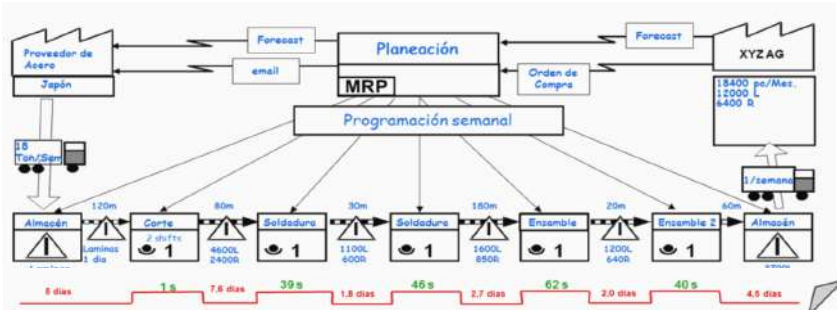 Proveedor de
Acero
Japón
Forecast
email
Planeación
MRP
Forecast
Orden de
Compra
XYZ AG
18400 pc/Mes.
12000 L
6400 R
Programación semanal
18
Ton/Sem
1/semana
120m
80m
30m
180m
20m
60m
Almacén
Corte
Soldadura
Soldadura
Ensamble
Ensamble 2
Almacén
2 shifts
1
1
1
1
1
Laminas
1 dia
4600L
2400R
1100L
600R
1600L
850R
1200L
640R
1 s
7,6 días
39 s
1,8 días
46 s
2,7 días
62 s
2,0 días
40 s
4,5 días